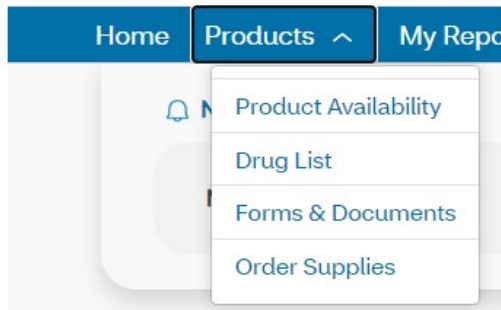 Home Products My Repo
N
Product Availability
Drug List
Forms & Documents
Order Supplies